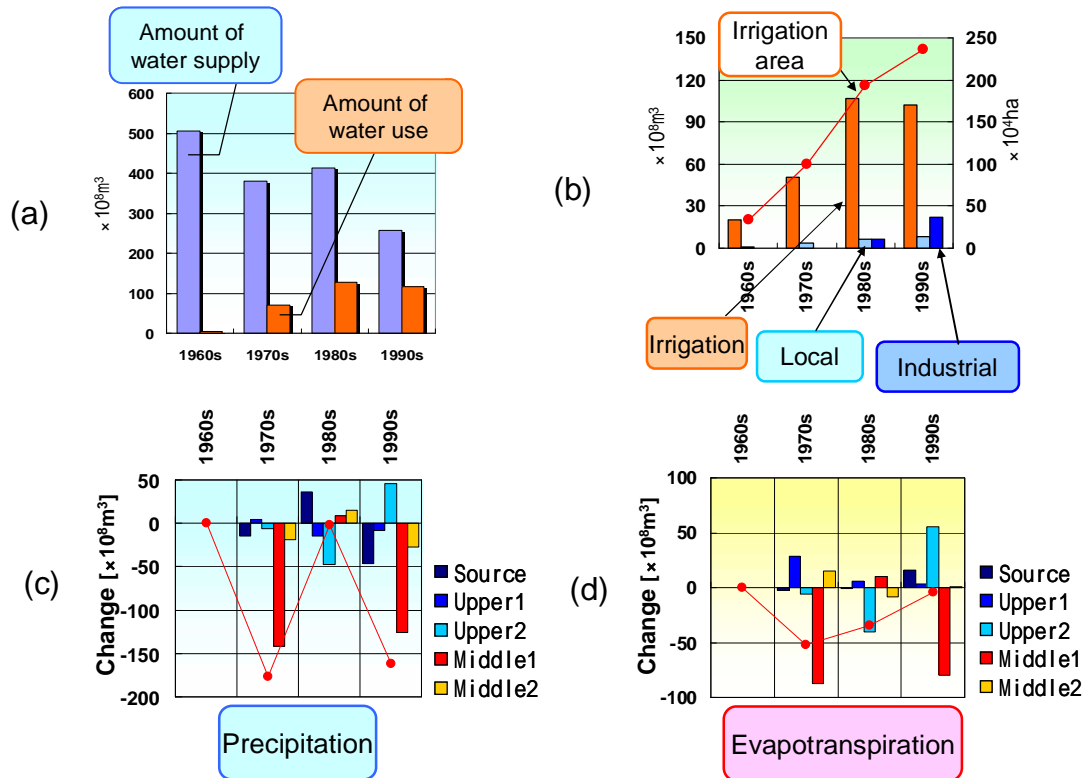 Amount of
water supply
Amount of
water use
(a)
×10⁸m³
600
500
400
300
200
100
0
1960s
1970s
1980s
1990s
(b)
Irrigation
area
×10⁸m³
150
120
90
60
30
0
250
200
150
100
50
0
×10⁴ha
1960s
1970s
1980s
1990s
Irrigation
Local
Industrial
(c)
1960s
1970s
1980s
1990s
Change [×10⁸m³]
50
0
-50
-100
-150
-200
Source
Upper1
Upper2
Middle1
Middle2
Precipitation
(d)
1960s
1970s
1980s
1990s
Change [×10⁸m³]
100
50
0
-50
-100
Source
Upper1
Upper2
Middle1
Middle2
Evapotranspiration